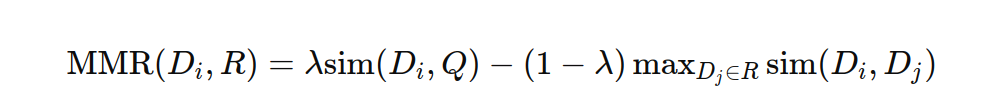 MMR(D_i, R) = λsim(D_i, Q) − (1 − λ) max_{D_j∈R} sim(D_i, D_j)